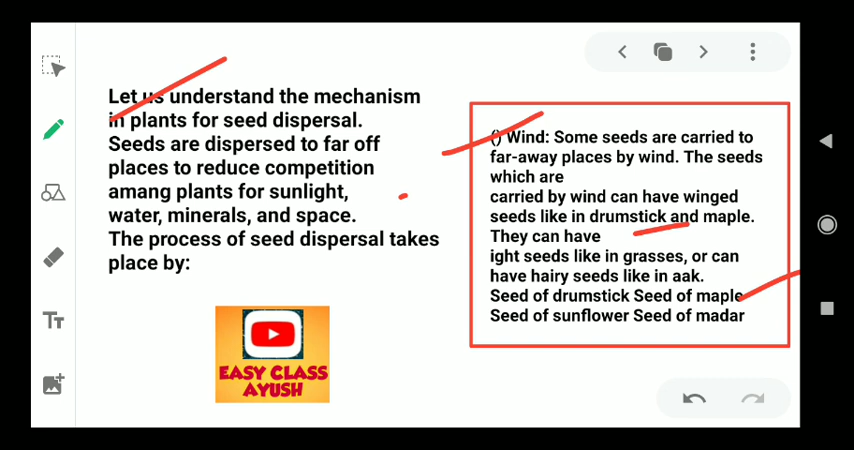 Let us understand the mechanism
in plants for seed dispersal.
Seeds are dispersed to far off
places to reduce competition
amang plants for sunlight,
water, minerals, and space.
The process of seed dispersal takes
place by:
EASY CLASS
AYUSH
() Wind: Some seeds are carried to
far-away places by wind. The seeds
which are
carried by wind can have winged
seeds like in drumstick and maple.
They can have
ight seeds like in grasses, or can
have hairy seeds like in aak.
Seed of drumstick Seed of maple
Seed of sunflower Seed of madar
Tт